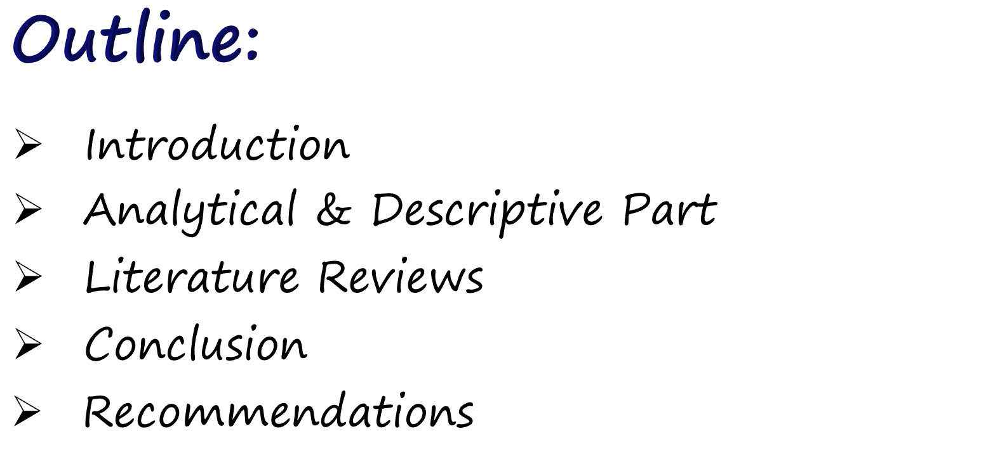 Outline:
➢ Introduction
➢ Analytical & Descriptive Part
➢ Literature Reviews
➢ Conclusion
➢ Recommendations